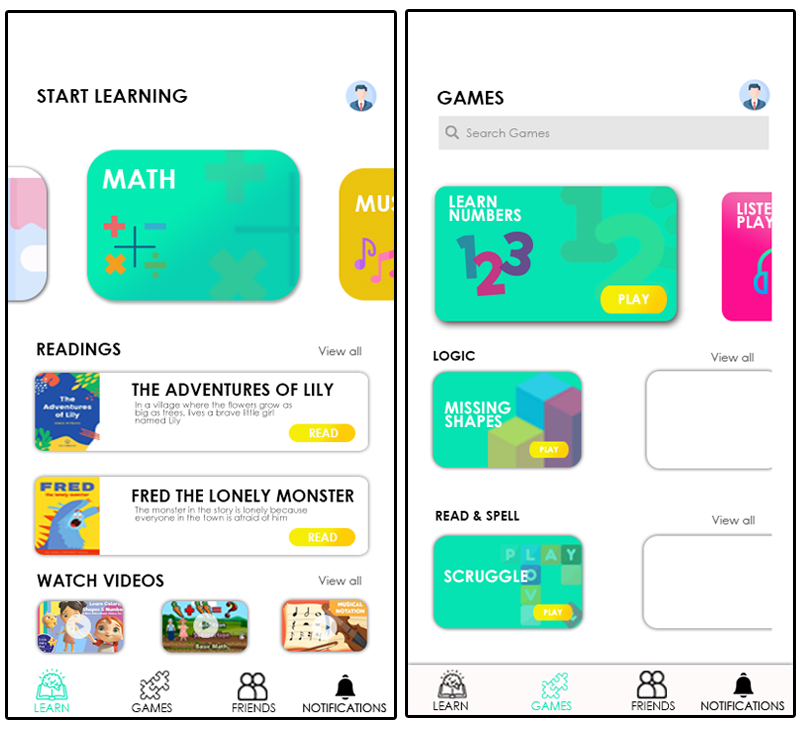 START LEARNING
MATH
MUS
READINGS
View all
The
Adventures
of Lily
THE ADVENTURES OF LILY
In a village where the flowers grow as
big as trees, lives a brave little girl
named Lily
READ
FRED
the lonely monster
FRED THE LONELY MONSTER
The monster in the story is lonely because
everyone in the town is afraid of him
READ
WATCH VIDEOS
View all
Learn Colors,
Shapes & Numbers
Basic Math
MUSICAL
NOTATION
LEARN
GAMES
FRIENDS
NOTIFICATIONS
GAMES
Search Games
LEARN
NUMBERS
123
12
PLAY
LISTE
PLAY
LOGIC
View all
MISSING
SHAPES
PLAY
READ & SPELL
View all
PLAY
SCRUGGLE
O
V
PLAY
LEARN
GAMES
FRIENDS
NOTIFICATIONS